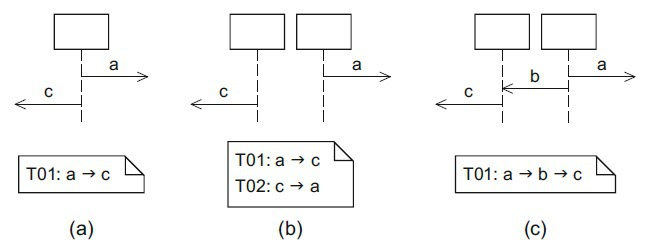 a
c
T01: a → c
(a)
a
c
T01: a → c
T02: c → a
(b)
a
b
c
T01: a → b → c
(c)